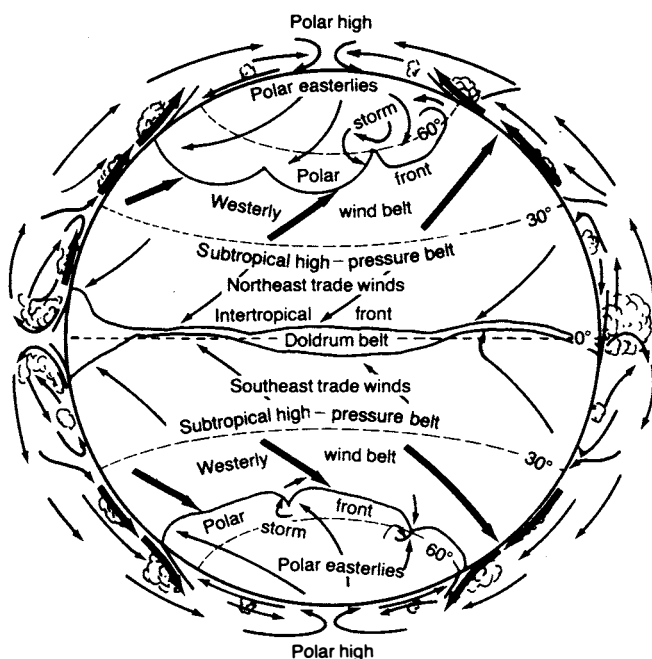 Polar high
Polar easterlies
storm
60°
Polar
front
Westerly wind belt
30°
Subtropical high – pressure belt
Northeast trade winds
Intertropical front
0°
Doldrum belt
Southeast trade winds
Subtropical high – pressure belt
30°
Westerly wind belt
Polar front
storm
60°
Polar easterlies
Polar high